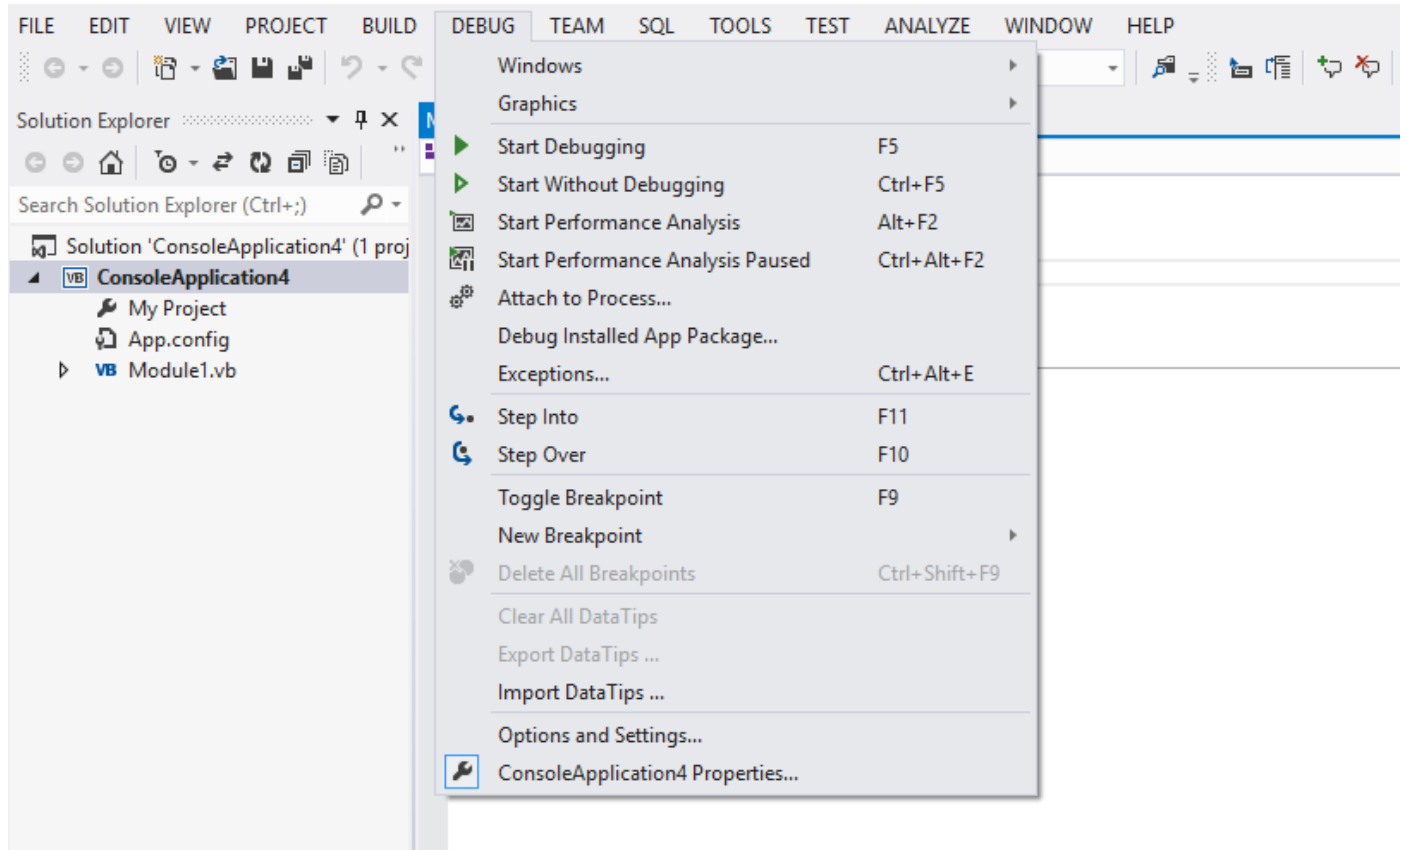 FILE EDIT VIEW PROJECT BUILD DEBUG TEAM SQL TOOLS TEST ANALYZE WINDOW HELP
Solution Explorer
Search Solution Explorer (Ctrl+;)
Solution 'ConsoleApplication4' (1 proj
VB ConsoleApplication4
My Project
App.config
VB Module1.vb
Windows
Graphics
Start Debugging F5
Start Without Debugging Ctrl+F5
Start Performance Analysis Alt+F2
Start Performance Analysis Paused Ctrl+Alt+F2
Attach to Process...
Debug Installed App Package...
Exceptions... Ctrl+Alt+E
Step Into F11
Step Over F10
Toggle Breakpoint F9
New Breakpoint
Delete All Breakpoints Ctrl+Shift+F9
Clear All DataTips
Export DataTips ...
Import DataTips ...
Options and Settings...
ConsoleApplication4 Properties...